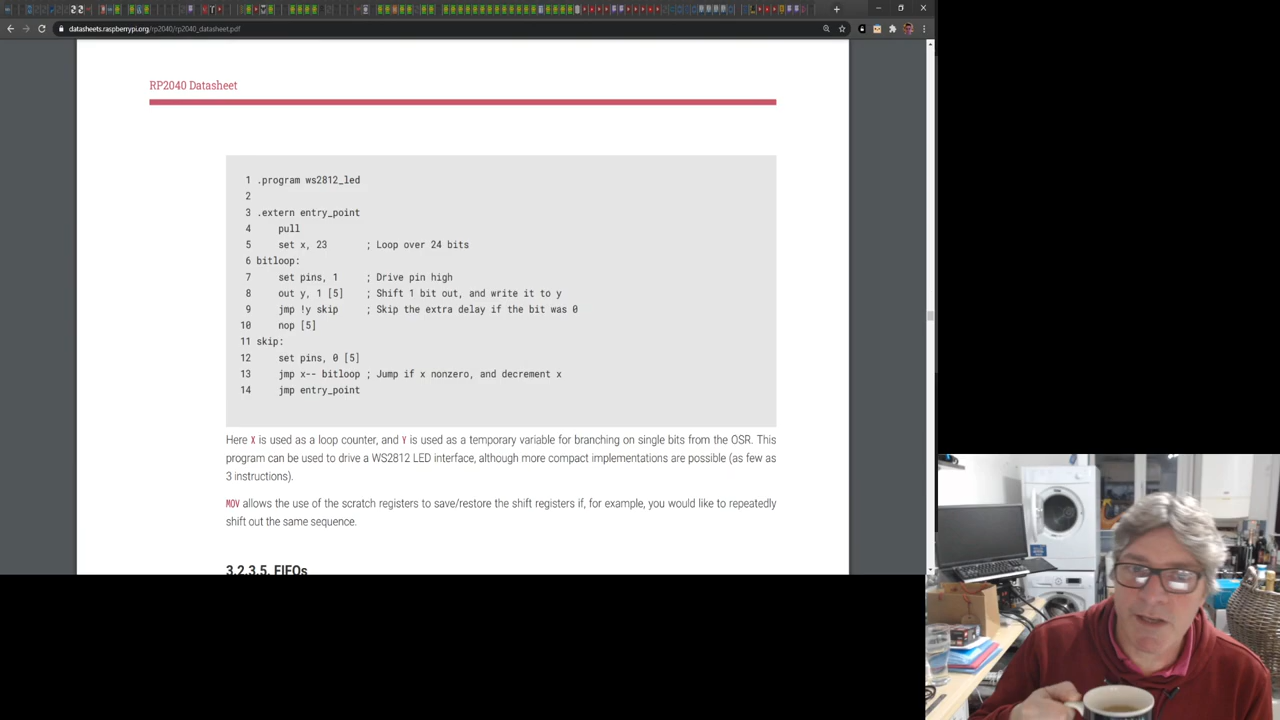 datasheets.raspberrypi.org/rp2040/rp2040_datasheet.pdf
RP2040 Datasheet
1 .program ws2812_led
2
3 .extern entry_point
4 pull
5 set x, 23 ; Loop over 24 bits
6 bitloop:
7 set pins, 1 ; Drive pin high
8 out y, 1 [5] ; Shift 1 bit out, and write it to y
9 jmp !y skip ; Skip the extra delay if the bit was 0
10 nop [5]
11 skip:
12 set pins, 0 [5]
13 jmp x-- bitloop ; Jump if x nonzero, and decrement x
14 jmp entry_point
Here X is used as a loop counter, and Y is used as a temporary variable for branching on single bits from the OSR. This
program can be used to drive a WS2812 LED interface, although more compact implementations are possible (as few as
3 instructions).
MOV allows the use of the scratch registers to save/restore the shift registers if, for example, you would like to repeatedly
shift out the same sequence.
3.2.3.5. FIFOs